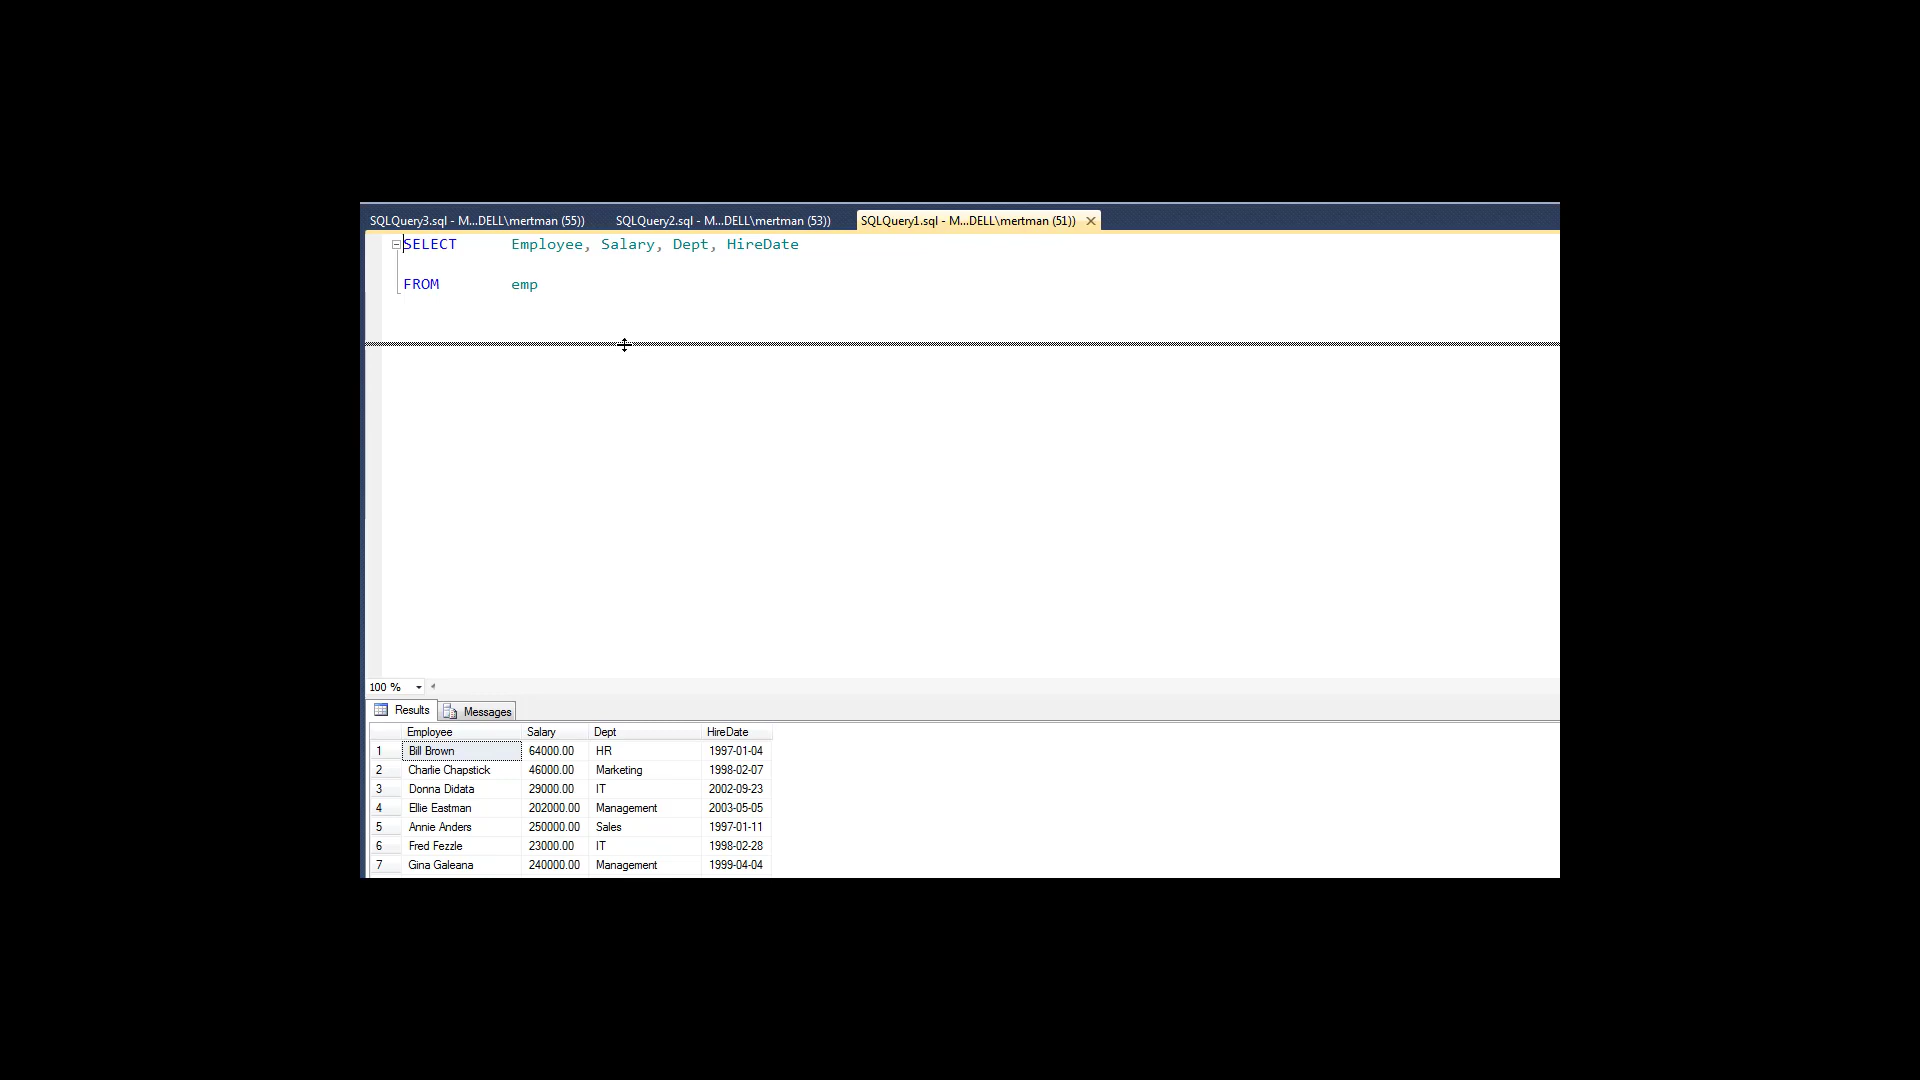 SQLQuery3.sql - M...DELL\mertman (55)) SQLQuery2.sql - M...DELL\mertman (53)) SQLQuery1.sql - M...DELL\mertman (51))
SELECT Employee, Salary, Dept, HireDate
FROM emp
100 %
Results Messages
Employee Salary Dept HireDate
1 Bill Brown 64000.00 HR 1997-01-04
2 Charlie Chapstick 46000.00 Marketing 1998-02-07
3 Donna Didata 29000.00 IT 2002-09-23
4 Ellie Eastman 202000.00 Management 2003-05-05
5 Annie Anders 250000.00 Sales 1997-01-11
6 Fred Fezzle 23000.00 IT 1998-02-28
7 Gina Galeana 240000.00 Management 1999-04-04